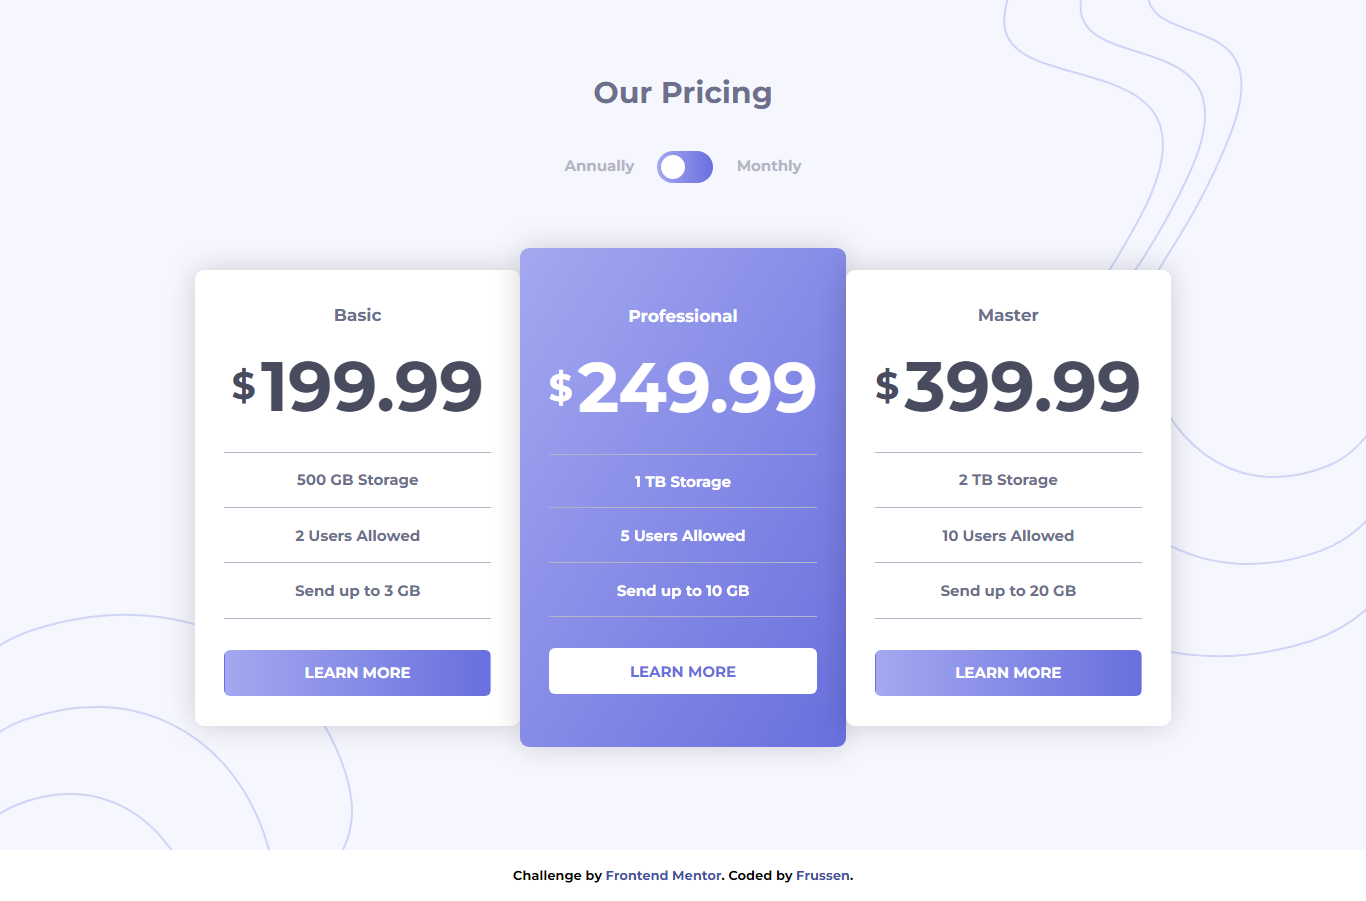 Our Pricing
Annually Monthly
Basic
$199.99
500 GB Storage
2 Users Allowed
Send up to 3 GB
LEARN MORE
Professional
$249.99
1 TB Storage
5 Users Allowed
Send up to 10 GB
LEARN MORE
Master
$399.99
2 TB Storage
10 Users Allowed
Send up to 20 GB
LEARN MORE
Challenge by Frontend Mentor. Coded by Frussen.